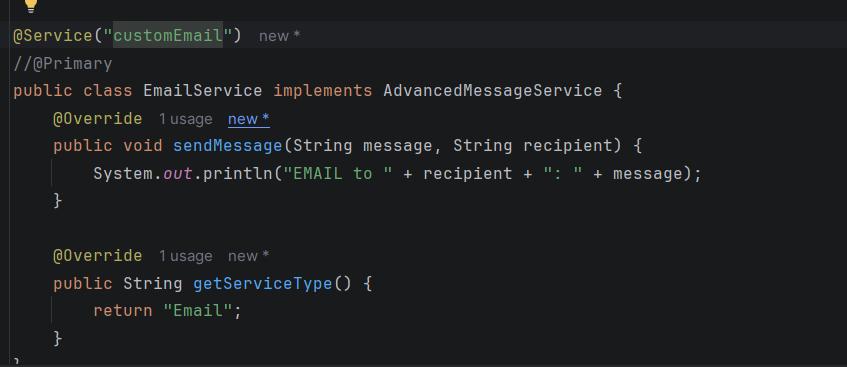 @Service("customEmail")  new *
//@Primary
public class EmailService implements AdvancedMessageService {
    @Override  1 usage  new *
    public void sendMessage(String message, String recipient) {
        System.out.println("EMAIL to " + recipient + ": " + message);
    }

    @Override  1 usage  new *
    public String getServiceType() {
        return "Email";
    }
}